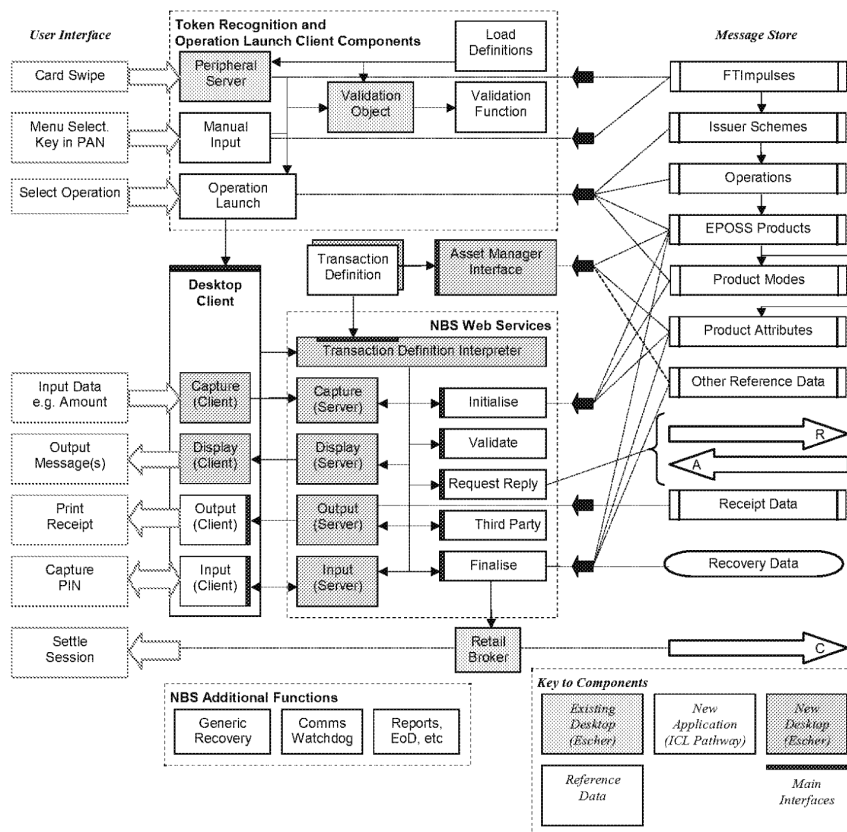 User Interface
Token Recognition and
Operation Launch Client Components
Message Store
Load
Definitions
Card Swipe
Peripheral
Server
Validation
Object
Validation
Function
FTImpulses
Menu Select.
Key in PAN
Manual
Input
Issuer Schemes
Select Operation
Operation
Launch
Operations
EPOSS Products
Desktop
Client
Transaction
Definition
Asset Manager
Interface
Product Modes
NBS Web Services
Product Attributes
Transaction Definition Interpreter
Input Data
e.g. Amount
Capture
(Client)
Capture
(Server)
Initialise
Other Reference Data
Output
Message(s)
Display
(Client)
Display
(Server)
Validate
R
A
Request Reply
Print
Receipt
Output
(Client)
Output
(Server)
Third Party
Receipt Data
Capture
PIN
Input
(Client)
Input
(Server)
Finalise
Recovery Data
Settle
Session
Retail
Broker
C
NBS Additional Functions
Generic
Recovery
Comms
Watchdog
Reports,
EoD, etc
Key to Components
Existing
Desktop
(Escher)
New
Application
(ICL Pathway)
New
Desktop
(Escher)
Reference
Data
Main
Interfaces